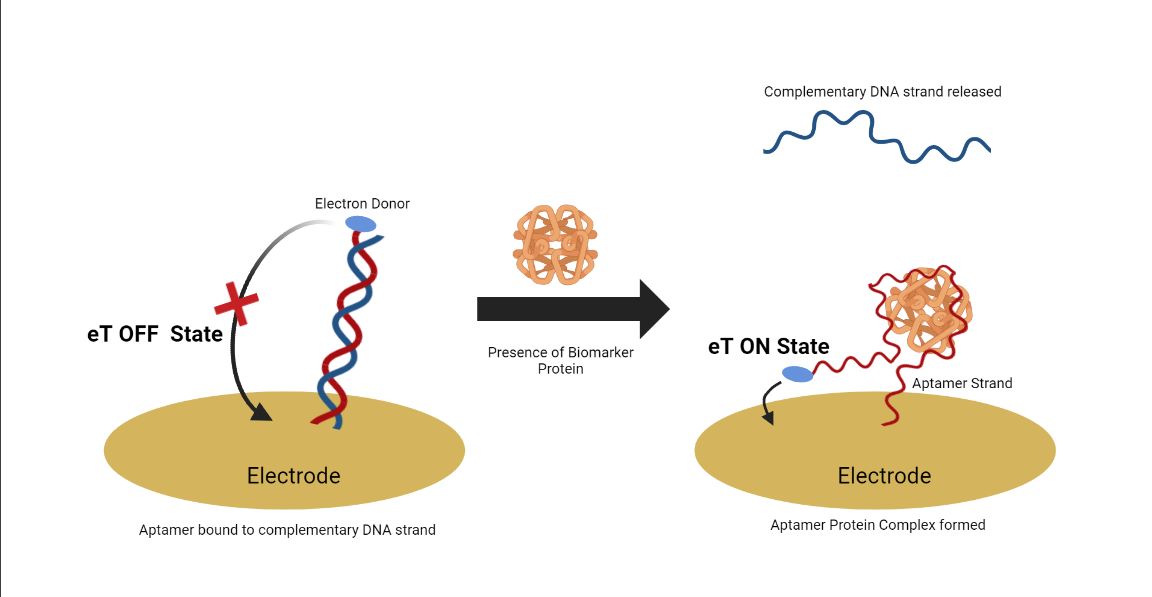 Complementary DNA strand released
Electron Donor
eT OFF  State
Presence of Biomarker
Protein
eT ON State
Aptamer Strand
Electrode
Electrode
Aptamer bound to complementary DNA strand
Aptamer Protein Complex formed